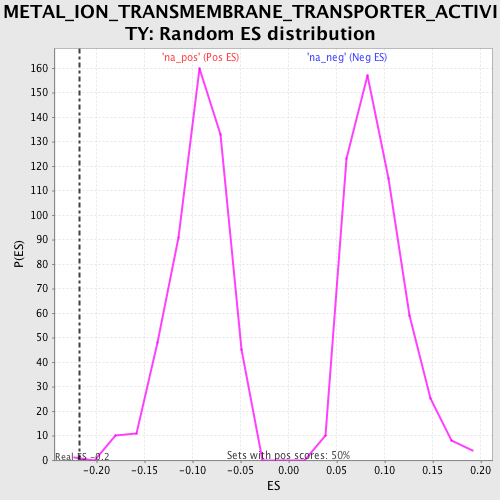 METAL_ION_TRANSMEMBRANE_TRANSPORTER_ACTIVI
TY: Random ES distribution
'na_pos' (Pos ES) 'na_neg' (Neg ES)
160
150
140
130
120
110
100
90
80
70
60
50
40
30
20
10
0
P(ES)
Real ES -0.2 Sets with pos scores: 50%
-0.20 -0.15 -0.10 -0.05 0.00 0.05 0.10 0.15 0.20
ES